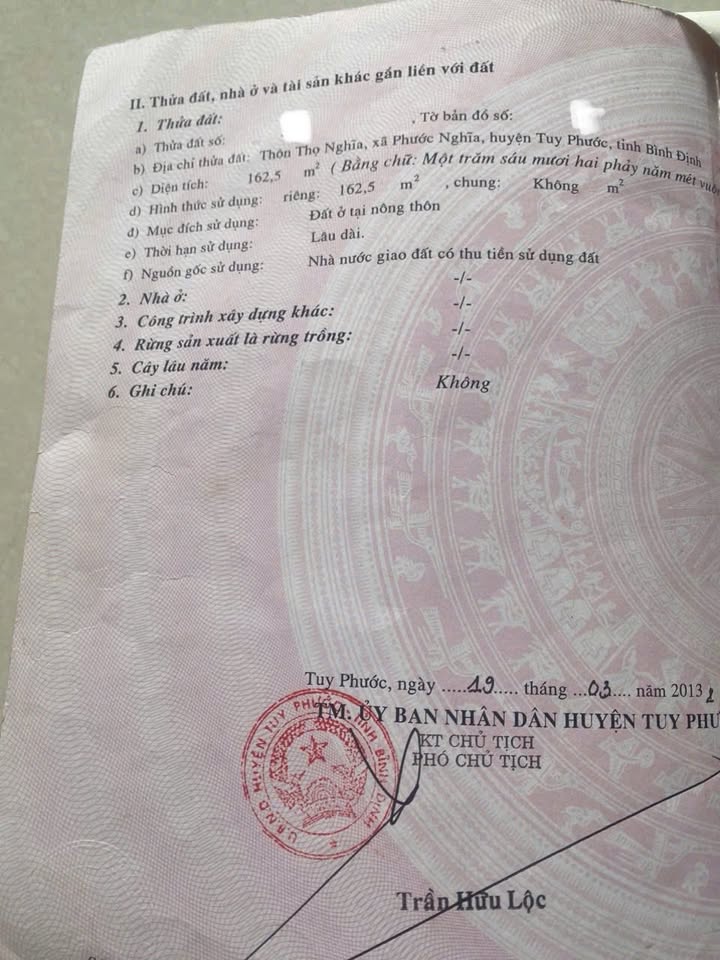 II. Thửa đất, nhà ở và tài sản khác gắn liền với đất
1. Thửa đất:
a) Thửa đất số: , Tờ bản đồ số:
b) Địa chỉ thửa đất: Thôn Thọ Nghĩa, xã Phước Nghĩa, huyện Tuy Phước, tỉnh Bình Định
c) Diện tích: 162,5 m² ( Bằng chữ: Một trăm sáu mươi hai phảy năm mét vuô
d) Hình thức sử dụng: riêng: 162,5 m² , chung: Không m²
đ) Mục đích sử dụng: Đất ở tại nông thôn
e) Thời hạn sử dụng: Lâu dài.
f) Nguồn gốc sử dụng: Nhà nước giao đất có thu tiền sử dụng đất
2. Nhà ở: -/-
3. Công trình xây dựng khác: -/-
4. Rừng sản xuất là rừng trồng: -/-
5. Cây lâu năm: -/-
6. Ghi chú: Không
Tuy Phước, ngày .....19..... tháng ...03.... năm 2013
TM. ỦY BAN NHÂN DÂN HUYỆN TUY PHƯ
KT CHỦ TỊCH
PHÓ CHỦ TỊCH
U.B.N.D HUYỆN TUY PHƯỚC TỈNH BÌNH ĐỊNH
Trần Hữu Lộc